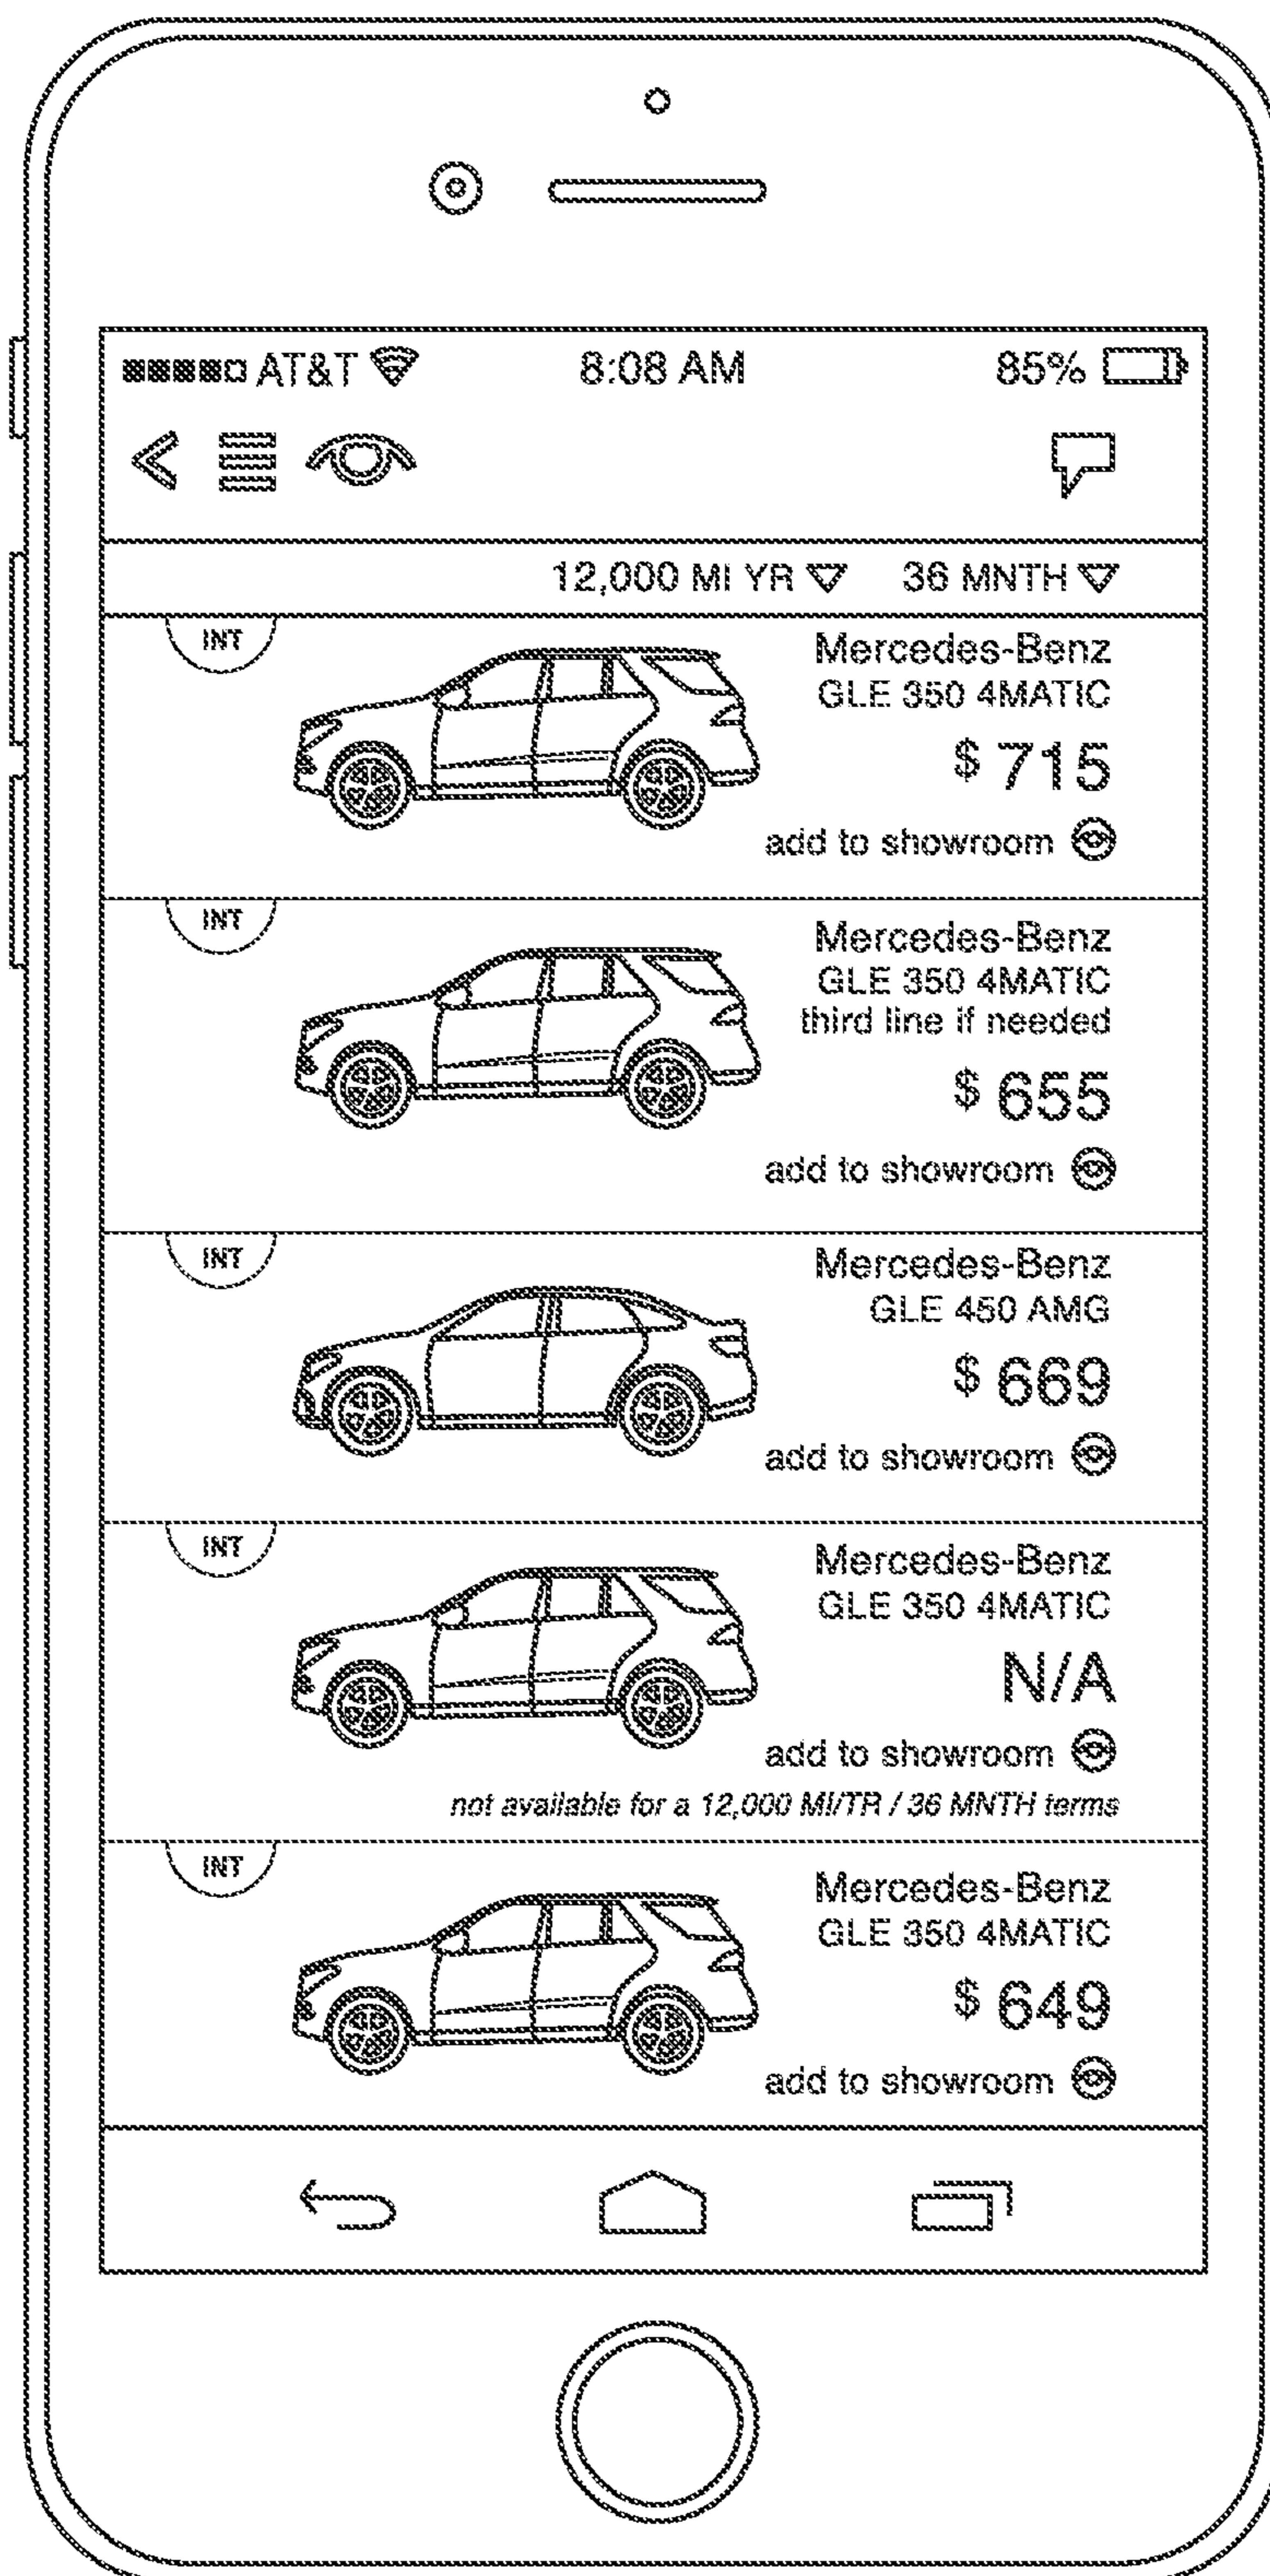 AT&T 8:08 AM 85%
12,000 MI YR 36 MNTH
INT
Mercedes-Benz
GLE 350 4MATIC
$ 715
add to showroom
INT
Mercedes-Benz
GLE 350 4MATIC
third line if needed
$ 655
add to showroom
INT
Mercedes-Benz
GLE 450 AMG
$ 669
add to showroom
INT
Mercedes-Benz
GLE 350 4MATIC
N/A
add to showroom
not available for a 12,000 MI/TR / 36 MNTH terms
INT
Mercedes-Benz
GLE 350 4MATIC
$ 649
add to showroom